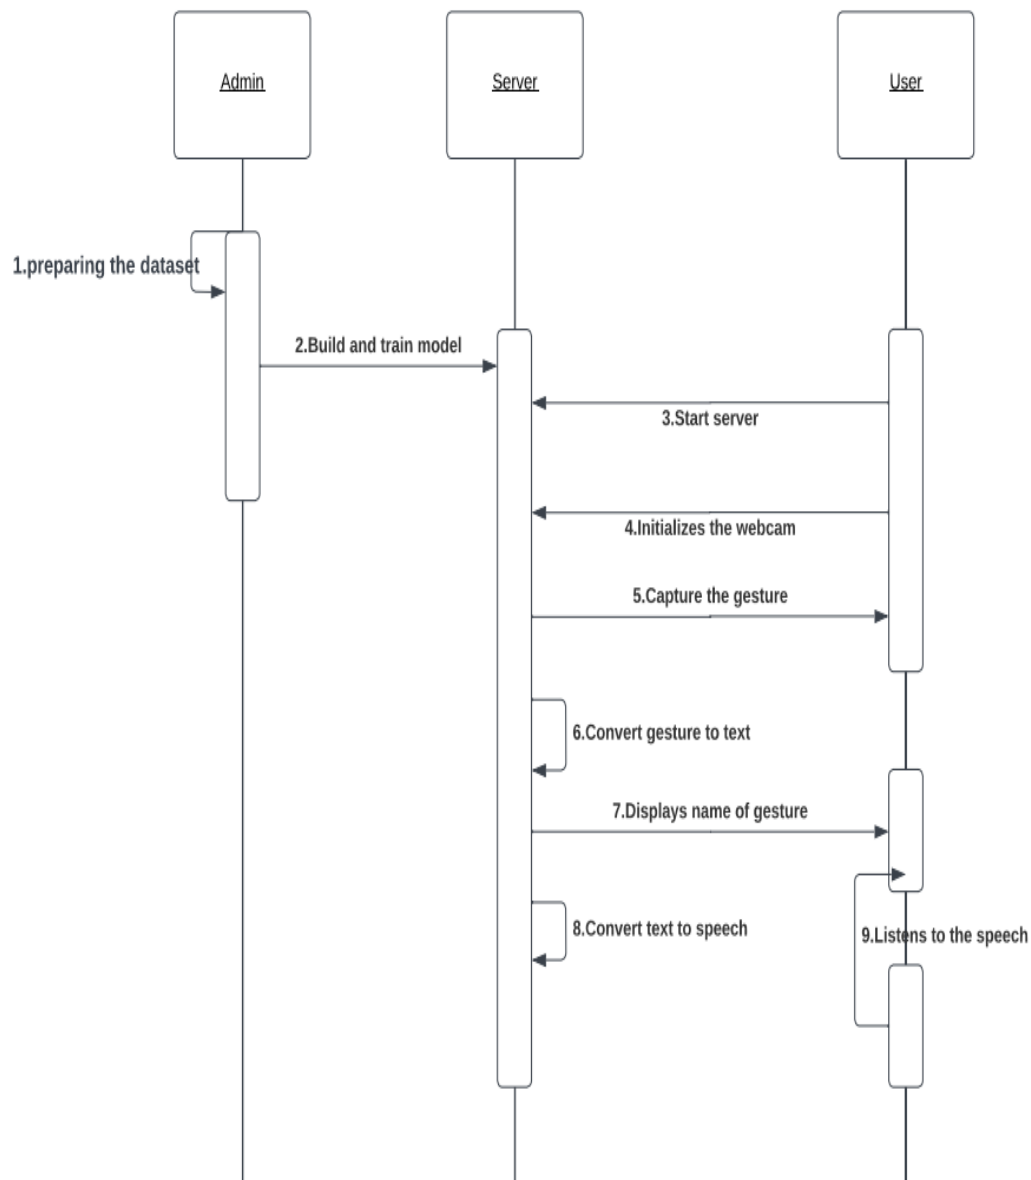 Admin
Server
User
1.preparing the dataset
2.Build and train model
3.Start server
4.Initializes the webcam
5.Capture the gesture
6.Convert gesture to text
7.Displays name of gesture
8.Convert text to speech
9.Listens to the speech